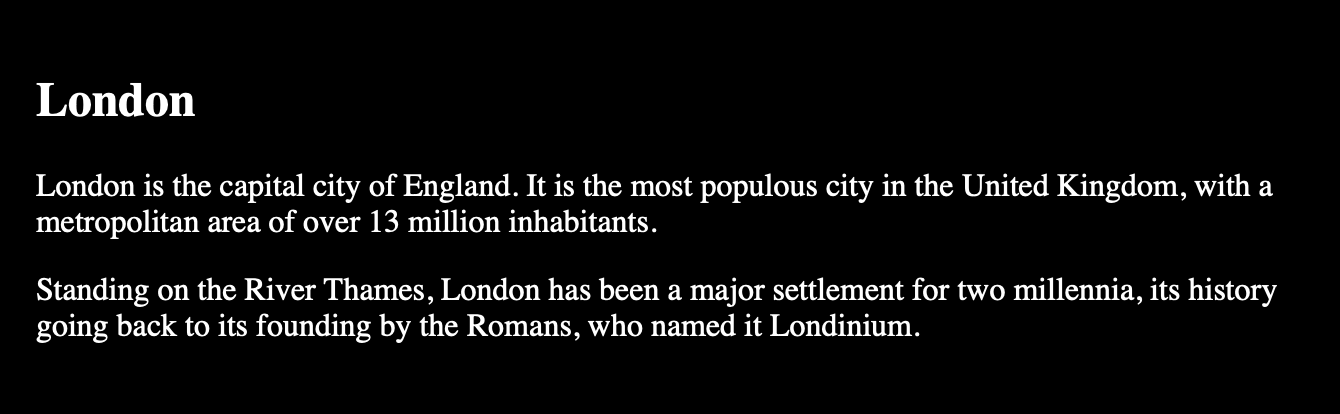 London
London is the capital city of England. It is the most populous city in the United Kingdom, with a
metropolitan area of over 13 million inhabitants.
Standing on the River Thames, London has been a major settlement for two millennia, its history
going back to its founding by the Romans, who named it Londinium.